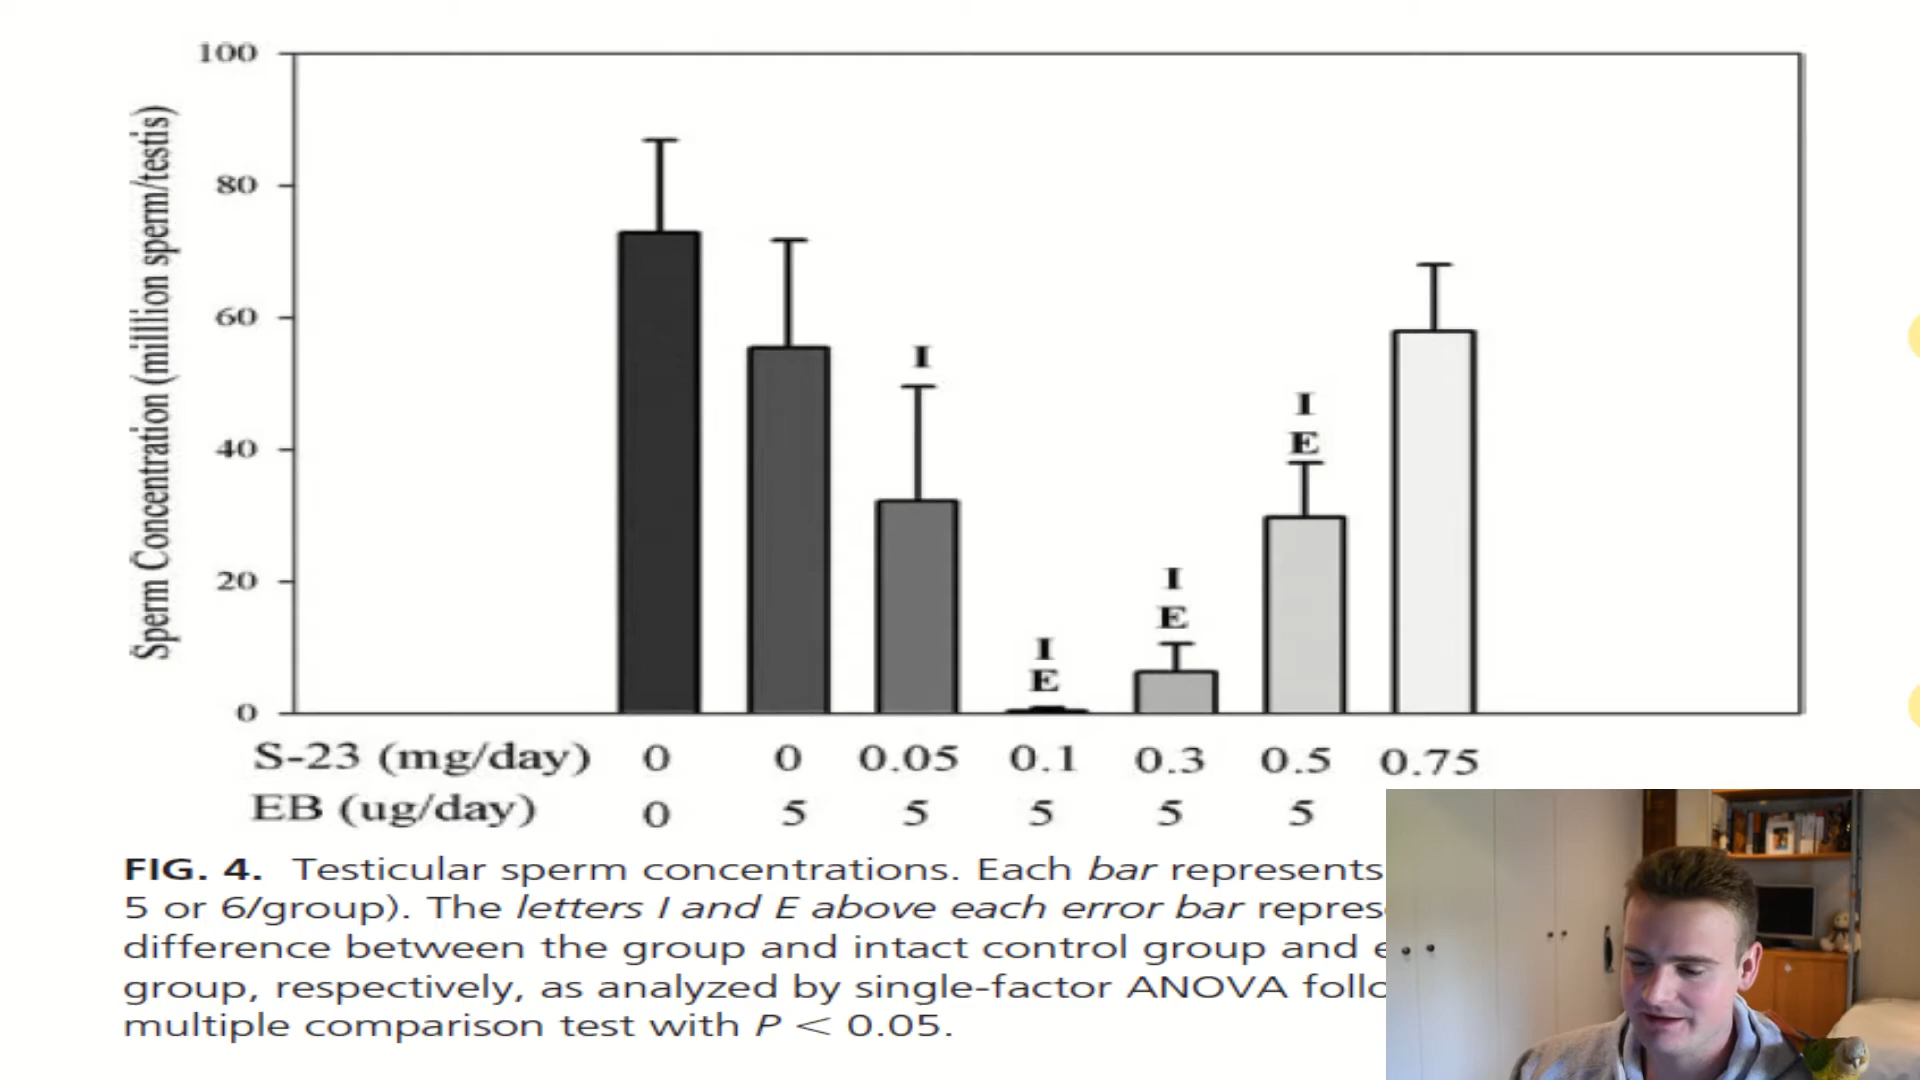 100
80
60
40
20
0
Sperm Concentration (million sperm/testis)
I
I
E
I
E
I
E
S-23 (mg/day) 0 0 0.05 0.1 0.3 0.5 0.75
EB (ug/day) 0 5 5 5 5 5
FIG. 4. Testicular sperm concentrations. Each bar represents
5 or 6/group). The letters I and E above each error bar repres
difference between the group and intact control group and e
group, respectively, as analyzed by single-factor ANOVA follo
multiple comparison test with P < 0.05.